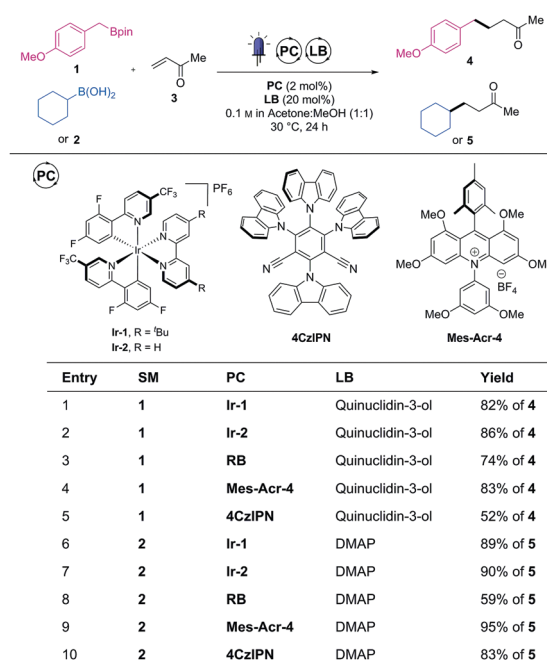 Bpin
MeO
1
B(OH)2
or 2
+
Me
O
3
PC LB
PC (2 mol%)
LB (20 mol%)
0.1 M in Acetone:MeOH (1:1)
30 °C, 24 h
MeO
O
Me
4
O
Me
or 5
PC
CF3
PF6
F
N
R
F
Ir
N
N
F3C
N
R
F
F
Ir-1, R = tBu
Ir-2, R = H
N
N
N
NC
CN
N
4CzIPN
MeO
OMe
MeO
N
+
OMe
−
BF4
MeO
OMe
Mes-Acr-4
Entry SM PC LB Yield
1 1 Ir-1 Quinuclidin-3-ol 82% of 4
2 1 Ir-2 Quinuclidin-3-ol 86% of 4
3 1 RB Quinuclidin-3-ol 74% of 4
4 1 Mes-Acr-4 Quinuclidin-3-ol 83% of 4
5 1 4CzIPN Quinuclidin-3-ol 52% of 4
6 2 Ir-1 DMAP 89% of 5
7 2 Ir-2 DMAP 90% of 5
8 2 RB DMAP 59% of 5
9 2 Mes-Acr-4 DMAP 95% of 5
10 2 4CzIPN DMAP 83% of 5